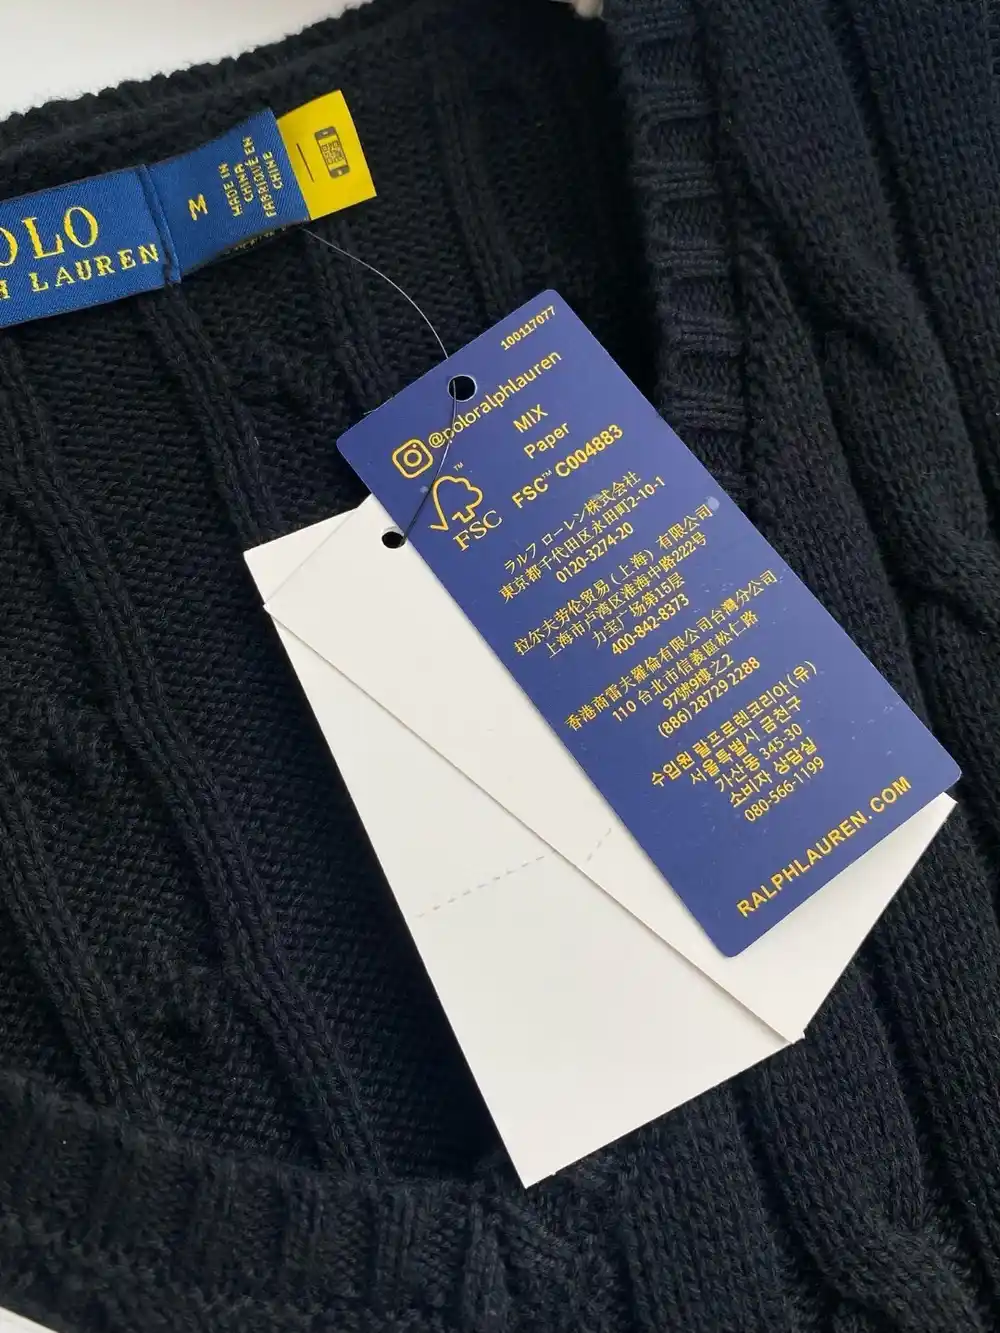 OLO
H LAUREN
M
MADE IN
CHINA
FABRIQUÉ EN
CHINE
100117077
@poloralphlauren
MIX
Paper
FSC™ C004883
FSC
ラルフ ローレン株式会社
東京都千代田区永田町2-10-1
0120-3274-20
拉尔夫劳伦贸易（上海）有限公司
上海市卢湾区淮海中路222号
力宝广场第15层
400-842-8373
香港商雷夫羅倫有限公司台灣分公司
110 台北市信義區松仁路
97號9樓之2
(886) 28729 2288
수입원 랄프로렌코리아(유)
서울특별시 금천구
가산동 345-30
소비자 상담실
080-566-1199
RALPHLAUREN.COM